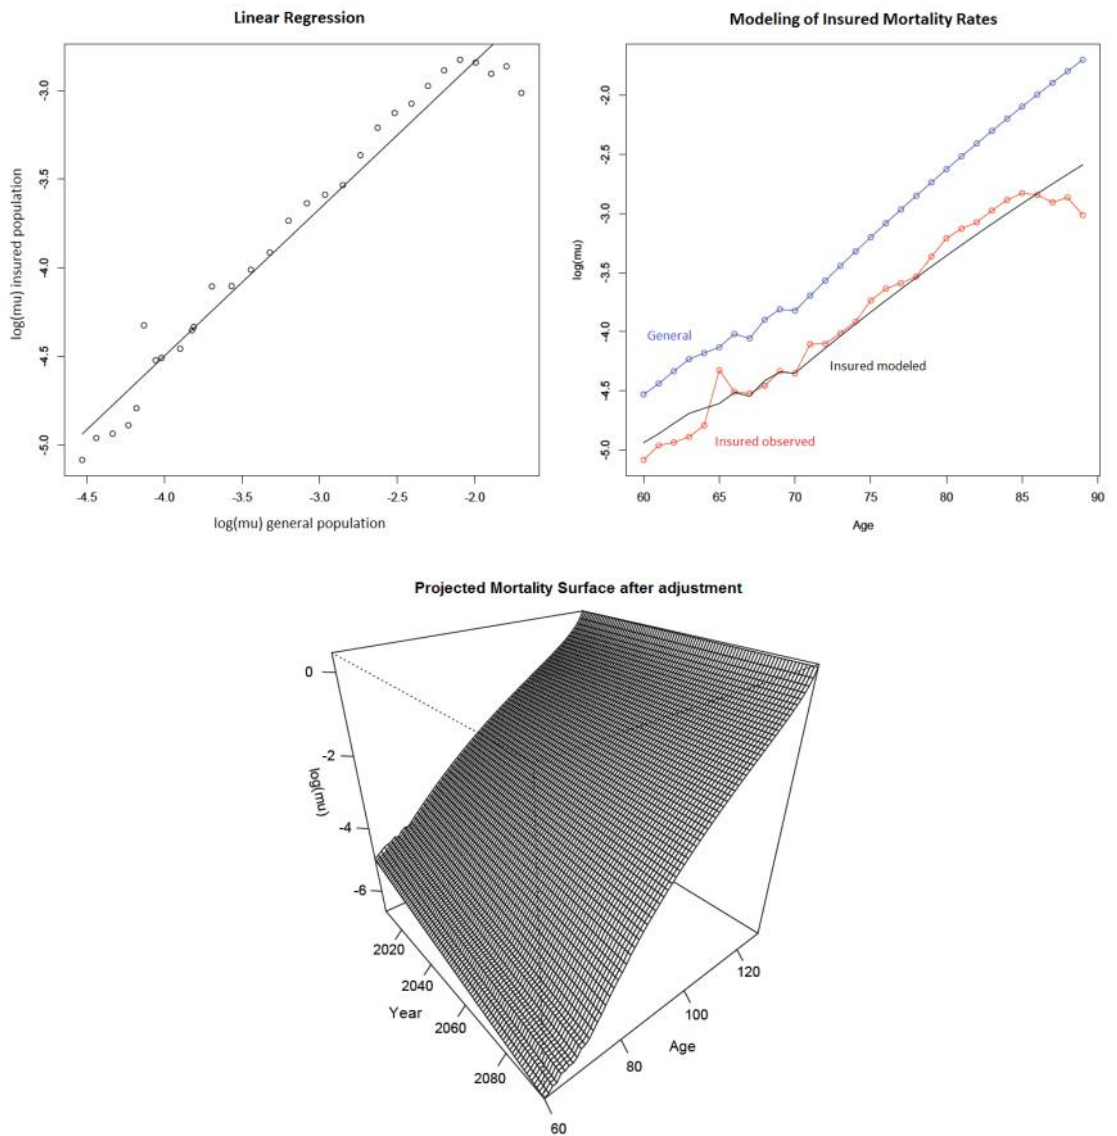 Linear Regression
-3.0
-3.5
-4.0
-4.5
-5.0
log(mu) insured population
-4.5 -4.0 -3.5 -3.0 -2.5 -2.0
log(mu) general population
Modeling of Insured Mortality Rates
-2.0
-2.5
-3.0
-3.5
-4.0
-4.5
-5.0
log(mu)
General
Insured modeled
Insured observed
60 65 70 75 80 85 90
Age
Projected Mortality Surface after adjustment
0
-2
-4
-6
log(mu)
2020
2040
2060
2080
Year
60
80
100
120
Age